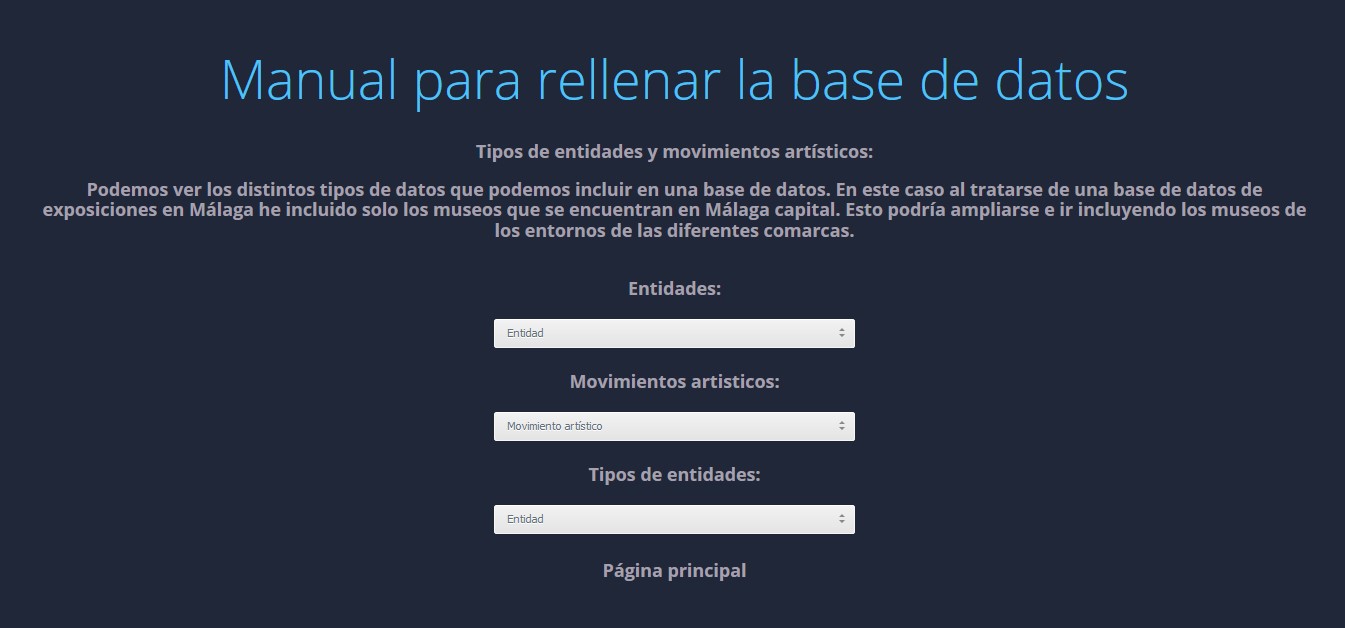 Manual para rellenar la base de datos
Tipos de entidades y movimientos artísticos:
Podemos ver los distintos tipos de datos que podemos incluir en una base de datos. En este caso al tratarse de una base de datos de
exposiciones en Málaga he incluido solo los museos que se encuentran en Málaga capital. Esto podría ampliarse e ir incluyendo los museos de
los entornos de las diferentes comarcas.
Entidades:
Entidad
Movimientos artisticos:
Movimiento artístico
Tipos de entidades:
Entidad
Página principal